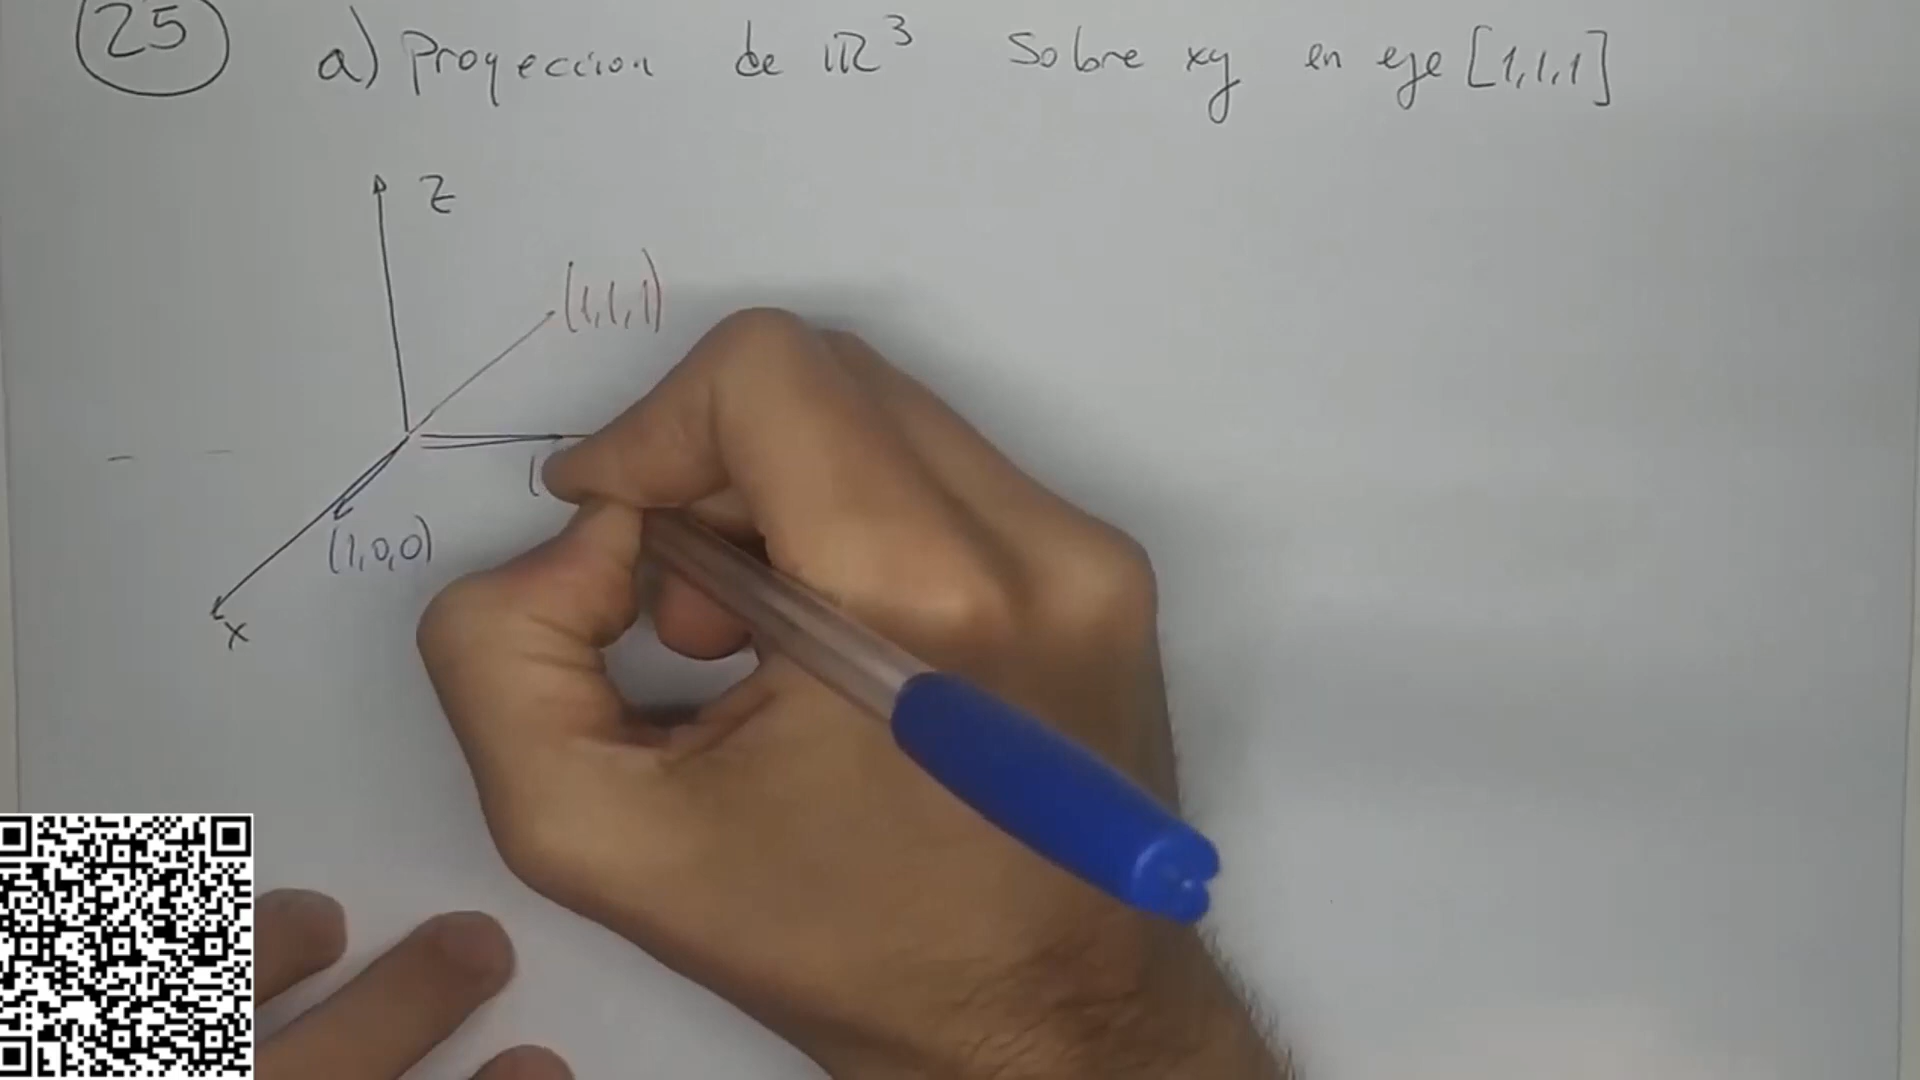 25 a) Proyeccion de ℝ³ Sobre xy en eje [1,1,1]
z
(1,1,1)
(
(1,0,0)
x